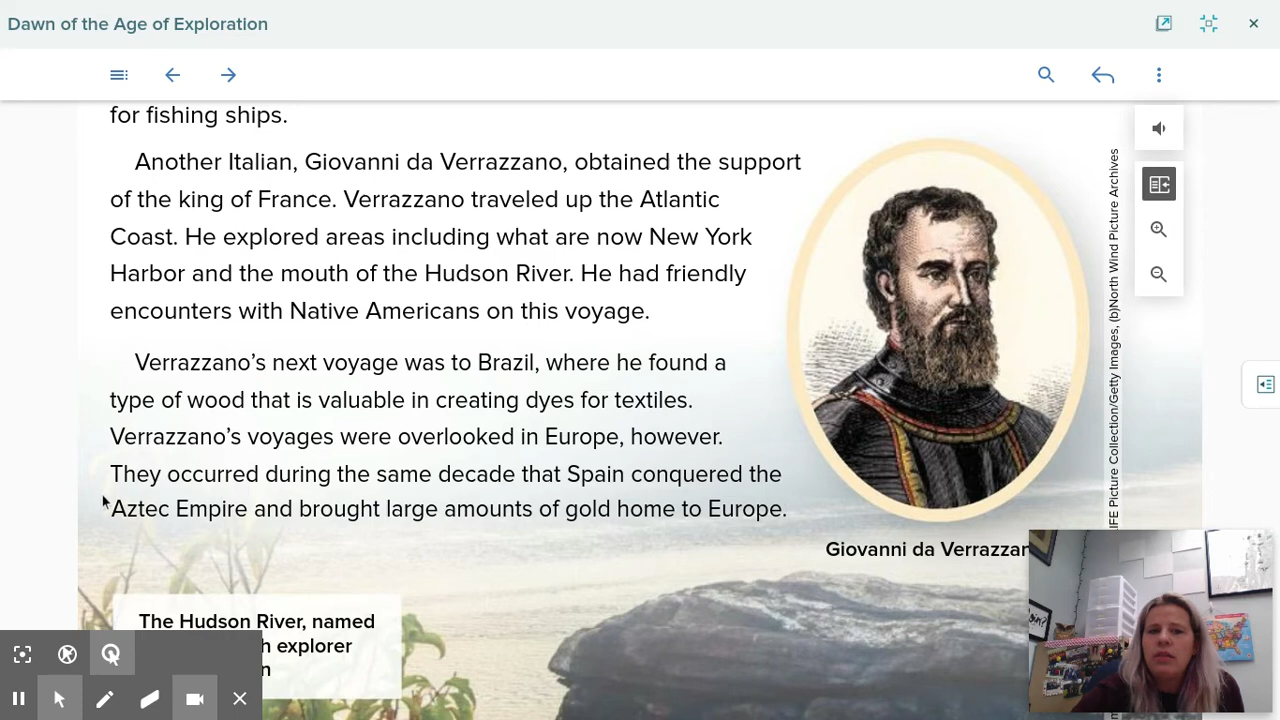 Dawn of the Age of Exploration
for fishing ships.
Another Italian, Giovanni da Verrazzano, obtained the support
of the king of France. Verrazzano traveled up the Atlantic
Coast. He explored areas including what are now New York
Harbor and the mouth of the Hudson River. He had friendly
encounters with Native Americans on this voyage.
Verrazzano’s next voyage was to Brazil, where he found a
type of wood that is valuable in creating dyes for textiles.
Verrazzano’s voyages were overlooked in Europe, however.
They occurred during the same decade that Spain conquered the
Aztec Empire and brought large amounts of gold home to Europe.
Giovanni da Verrazzan
LIFE Picture Collection/Getty Images, (b)North Wind Picture Archives
The Hudson River, named
h explorer
n